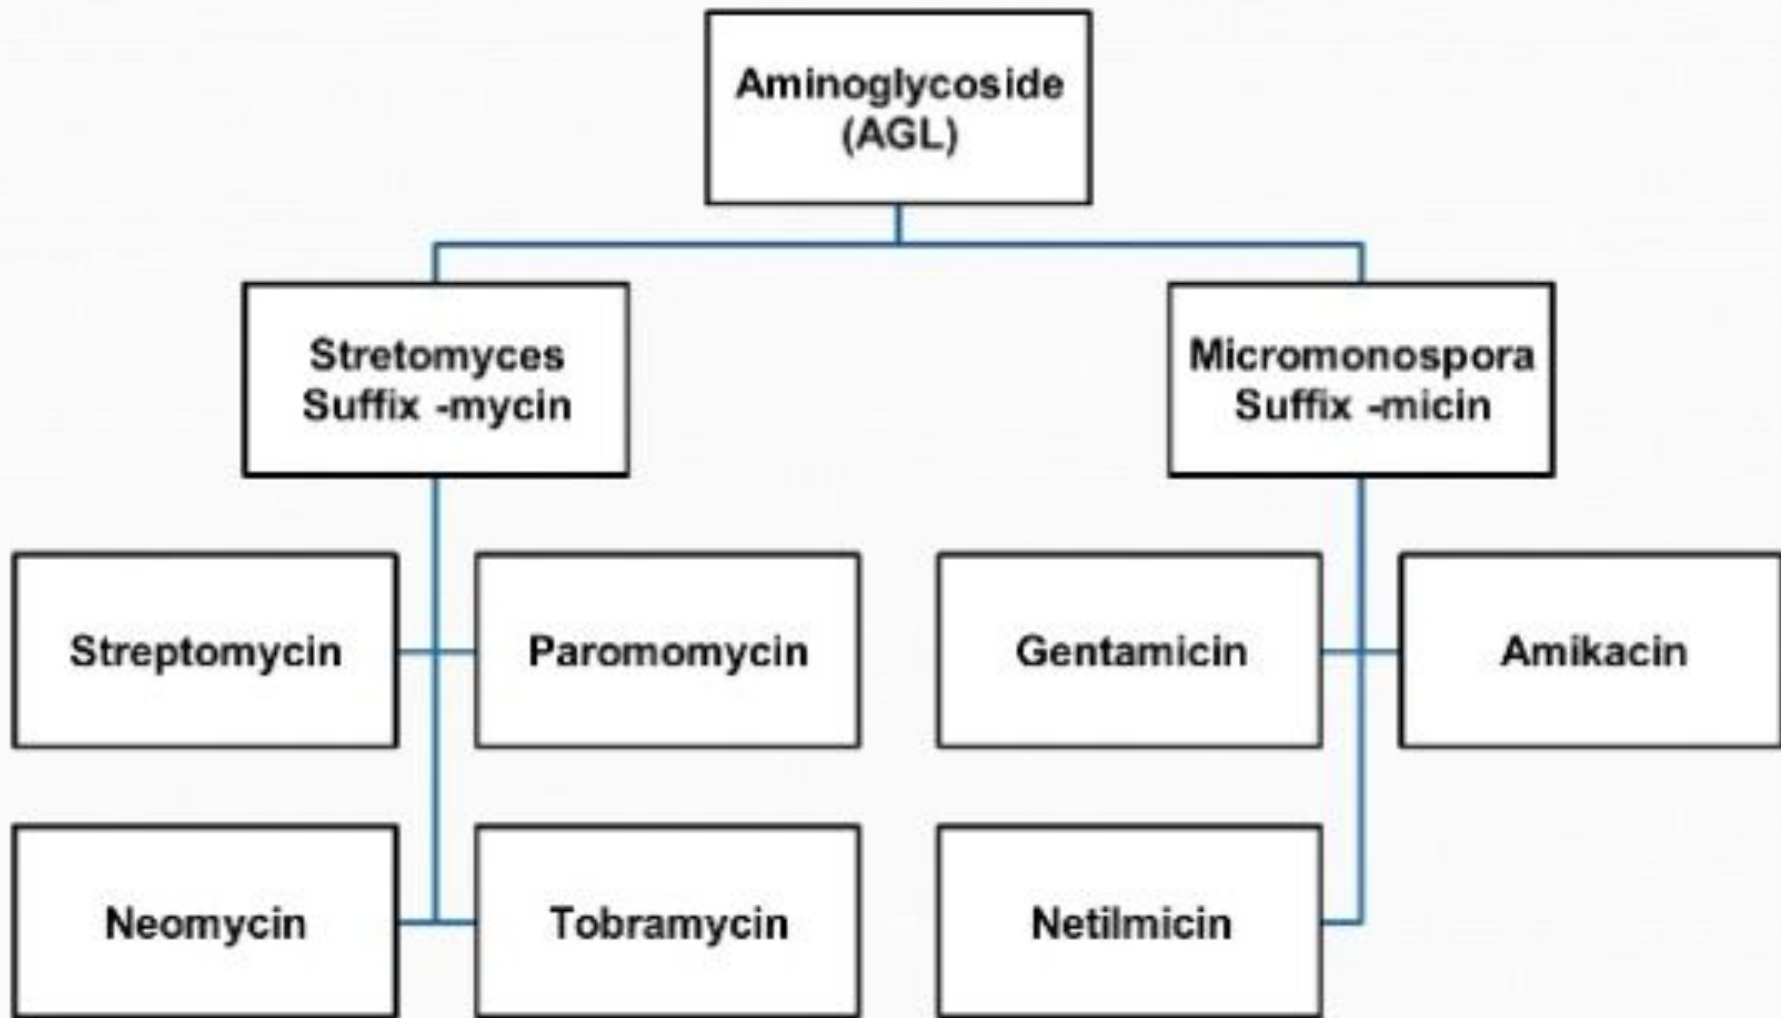 Aminoglycoside
(AGL)
Stretomyces
Suffix -mycin
Micromonospora
Suffix -micin
Streptomycin
Paromomycin
Gentamicin
Amikacin
Neomycin
Tobramycin
Netilmicin